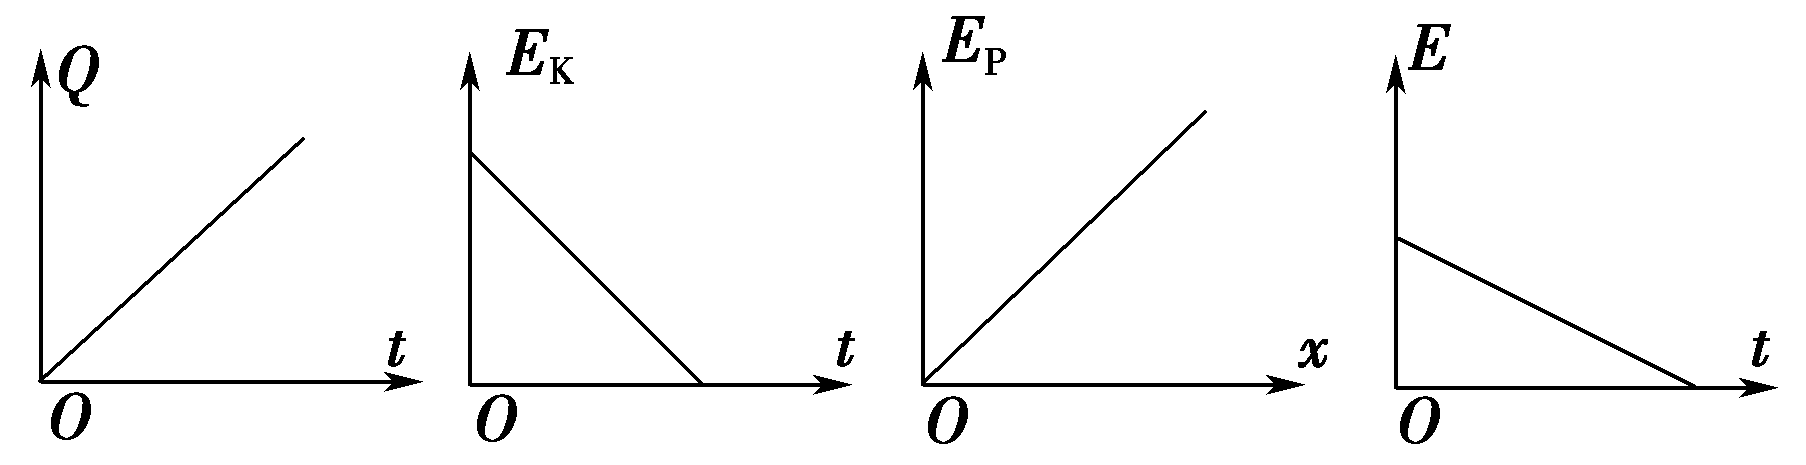 Q t O
E_K t O
E_P x O
E t O